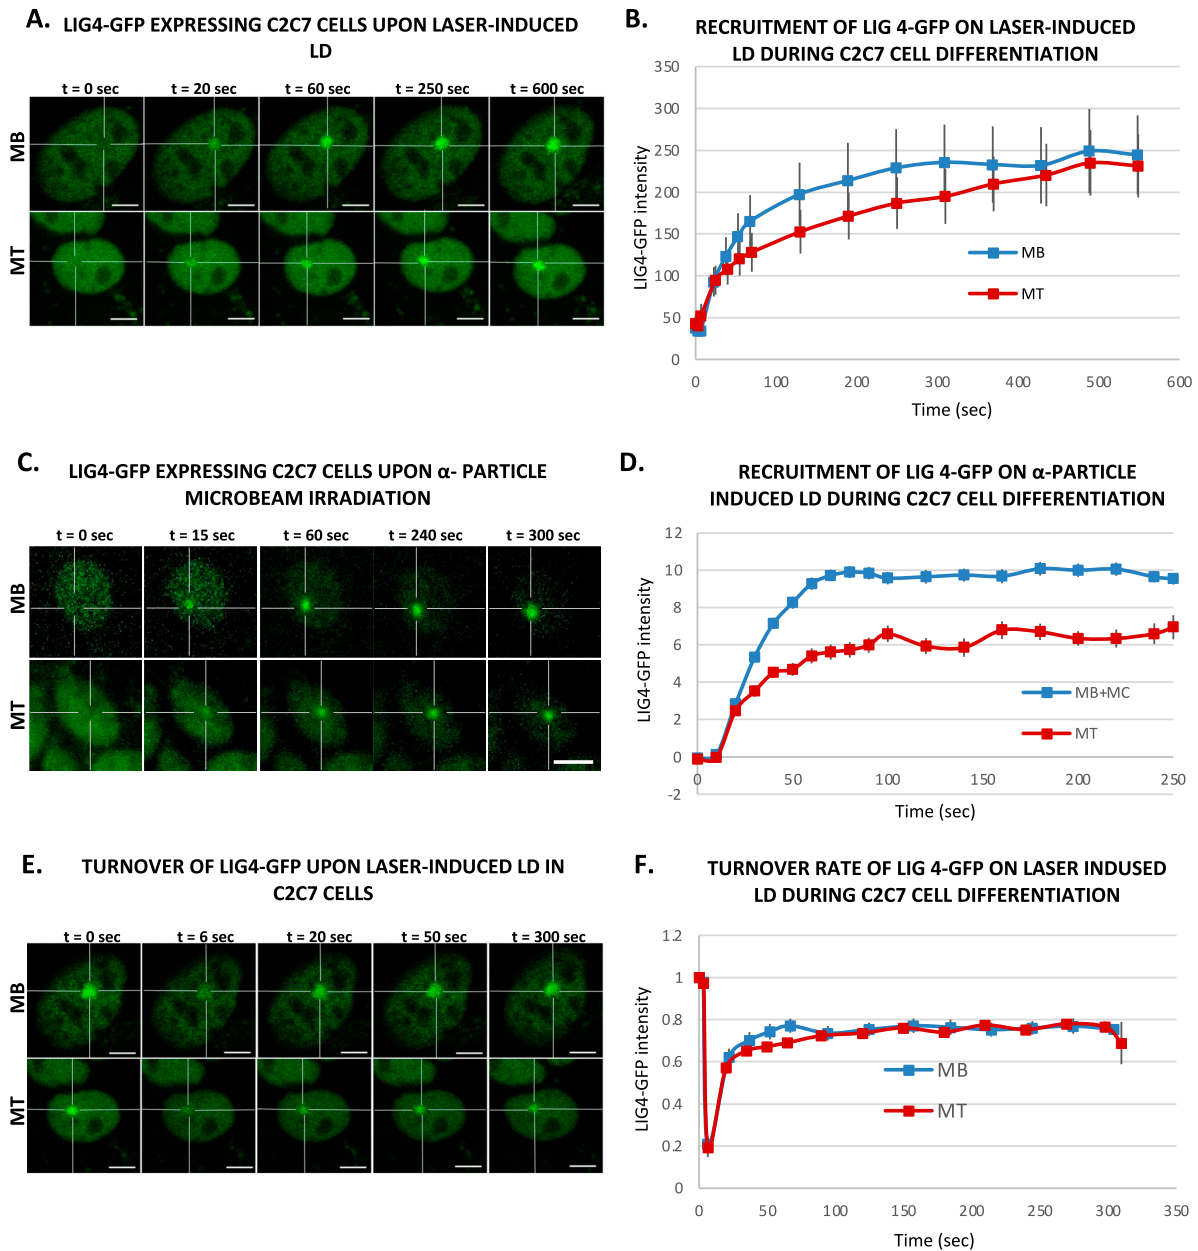 A.
LIG4-GFP EXPRESSING C2C7 CELLS UPON LASER-INDUCED
LD
t = 0 sec t = 20 sec t = 60 sec t = 250 sec t = 600 sec
MB
MT
B.
RECRUITMENT OF LIG 4-GFP ON LASER-INDUCED
LD DURING C2C7 CELL DIFFERENTIATION
350
300
250
200
150
100
50
0
LIG4-GFP intensity
MB
MT
0 100 200 300 400 500 600
Time (sec)
C.
LIG4-GFP EXPRESSING C2C7 CELLS UPON α- PARTICLE
MICROBEAM IRRADIATION
t = 0 sec t = 15 sec t = 60 sec t = 240 sec t = 300 sec
MB
MT
D.
RECRUITMENT OF LIG 4-GFP ON α-PARTICLE
INDUCED LD DURING C2C7 CELL DIFFERENTIATION
12
10
8
6
4
2
0
-2
LIG4-GFP intensity
MB+MC
MT
0 50 100 150 200 250
Time (sec)
E.
TURNOVER OF LIG4-GFP UPON LASER-INDUCED LD IN
C2C7 CELLS
t = 0 sec t = 6 sec t = 20 sec t = 50 sec t = 300 sec
MB
MT
F.
TURNOVER RATE OF LIG 4-GFP ON LASER INDUSED
LD DURING C2C7 CELL DIFFERENTIATION
1.2
1
0.8
0.6
0.4
0.2
0
LIG4-GFP intensity
MB
MT
0 50 100 150 200 250 300 350
Time (sec)